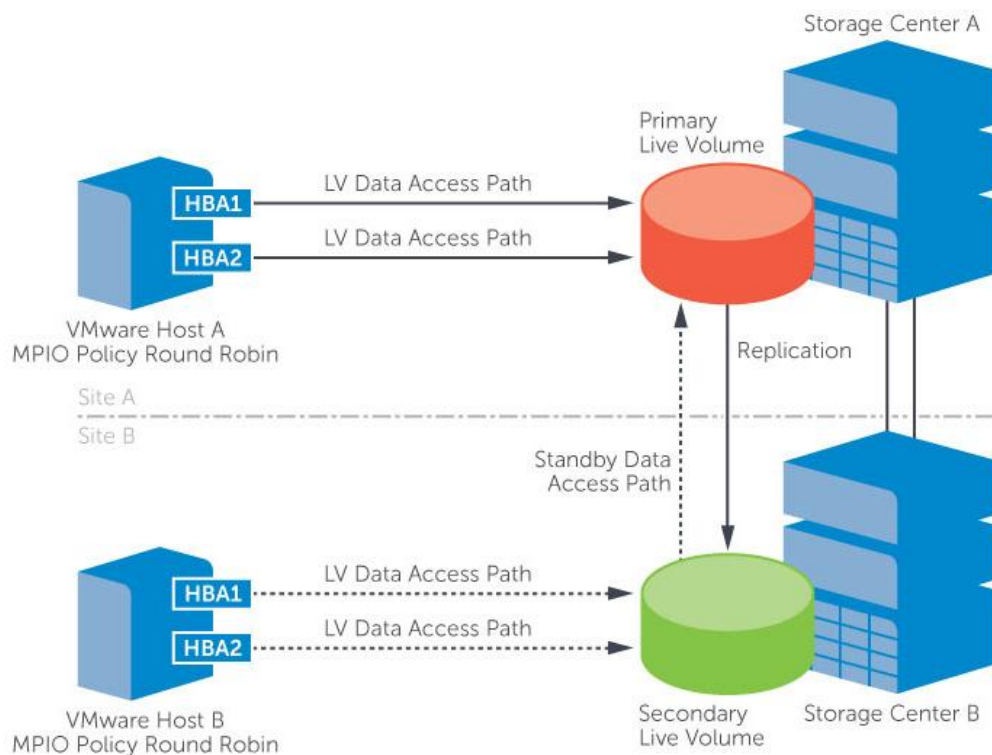 Storage Center A
Primary
Live Volume
LV Data Access Path
HBA1
LV Data Access Path
HBA2
VMware Host A
MPIO Policy Round Robin
Replication
Site A
Site B
Standby Data
Access Path
LV Data Access Path
HBA1
LV Data Access Path
HBA2
VMware Host B
MPIO Policy Round Robin
Secondary
Live Volume
Storage Center B